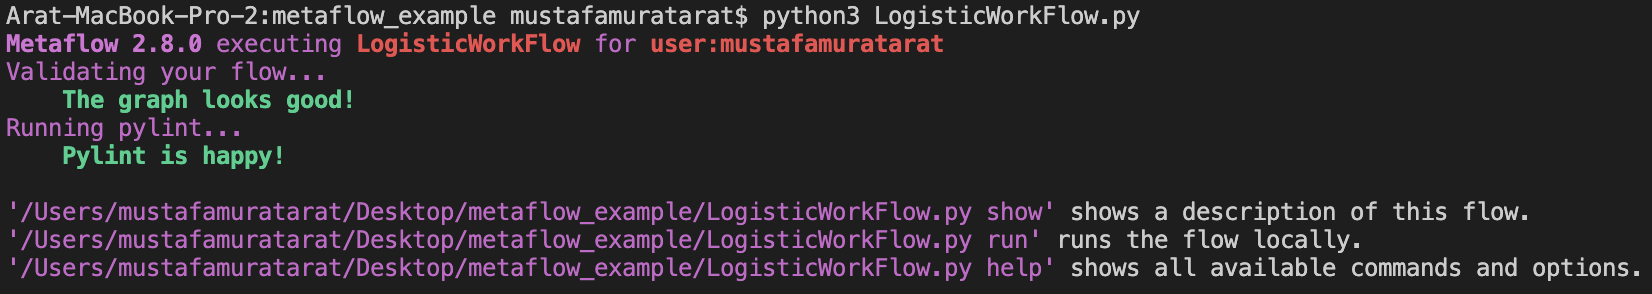 Arat-MacBook-Pro-2:metaflow_example mustafamuratarat$ python3 LogisticWorkFlow.py
Metaflow 2.8.0 executing LogisticWorkFlow for user:mustafamuratarat
Validating your flow...
    The graph looks good!
Running pylint...
    Pylint is happy!

'/Users/mustafamuratarat/Desktop/metaflow_example/LogisticWorkFlow.py show' shows a description of this flow.
'/Users/mustafamuratarat/Desktop/metaflow_example/LogisticWorkFlow.py run' runs the flow locally.
'/Users/mustafamuratarat/Desktop/metaflow_example/LogisticWorkFlow.py help' shows all available commands and options.